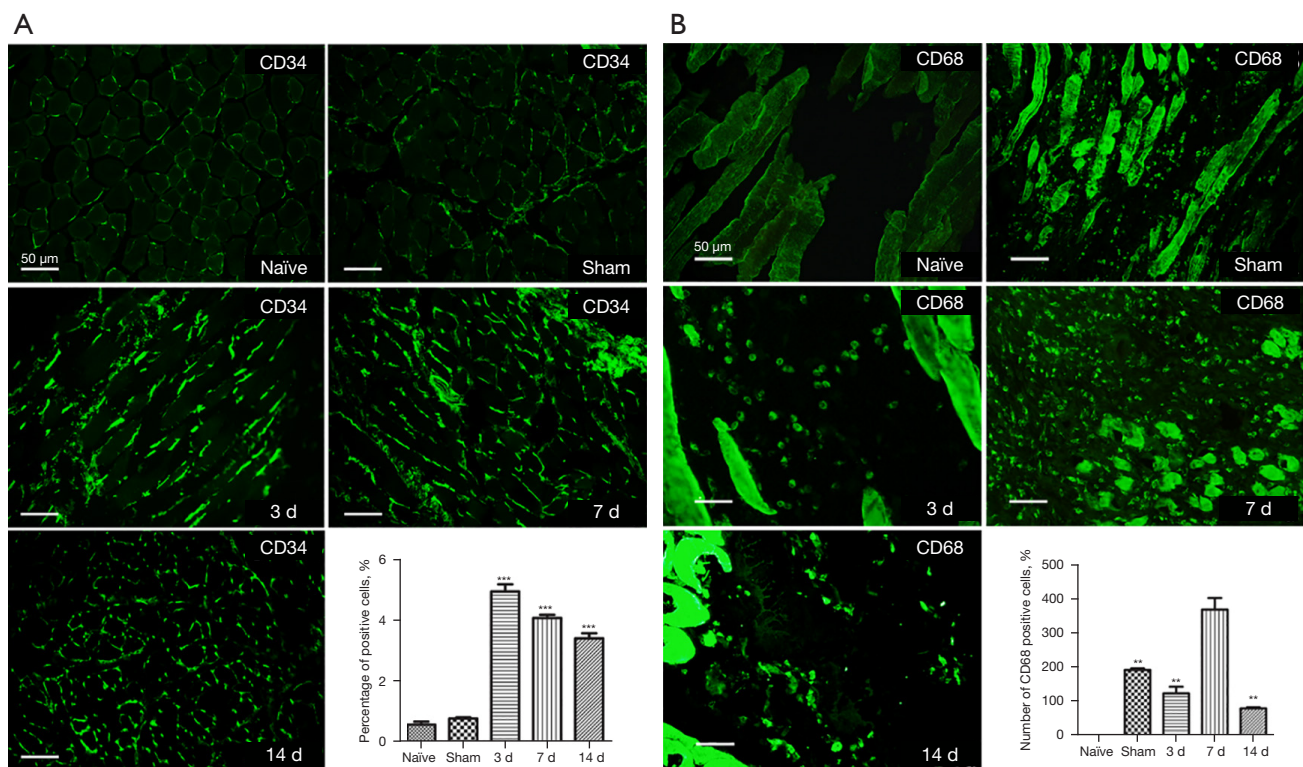 A
CD34
50 µm
Naïve
CD34
Sham
CD34
3 d
CD34
7 d
CD34
14 d
Percentage of positive cells, %
6
4
2
0
***
***
***
Naïve Sham 3 d 7 d 14 d
B
CD68
50 µm
Naïve
CD68
Sham
CD68
3 d
CD68
7 d
CD68
14 d
Number of CD68 positive cells, %
500
400
300
200
100
0
**
**
**
Naïve Sham 3 d 7 d 14 d